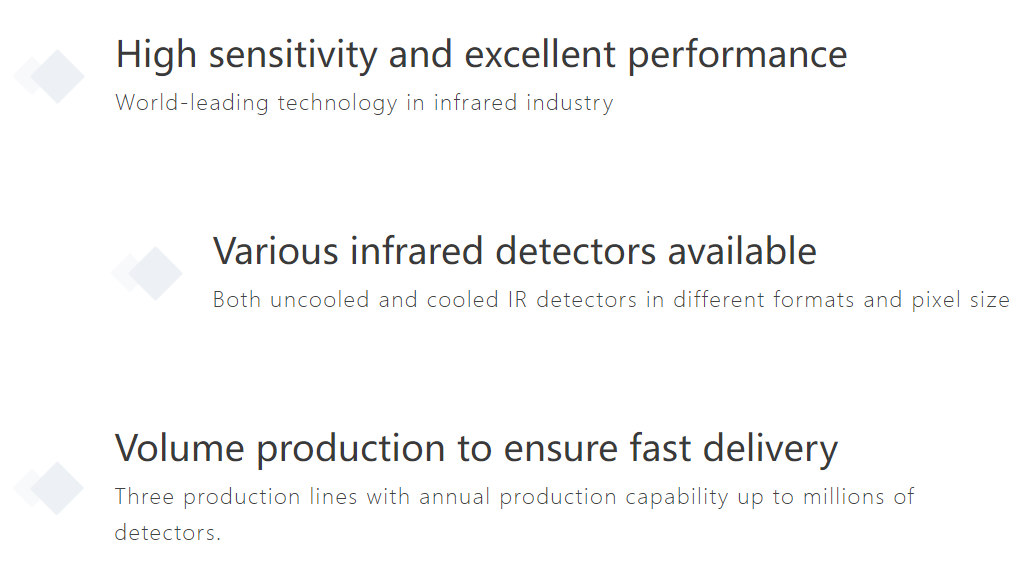 High sensitivity and excellent performance
World-leading technology in infrared industry
Various infrared detectors available
Both uncooled and cooled IR detectors in different formats and pixel size
Volume production to ensure fast delivery
Three production lines with annual production capability up to millions of
detectors.